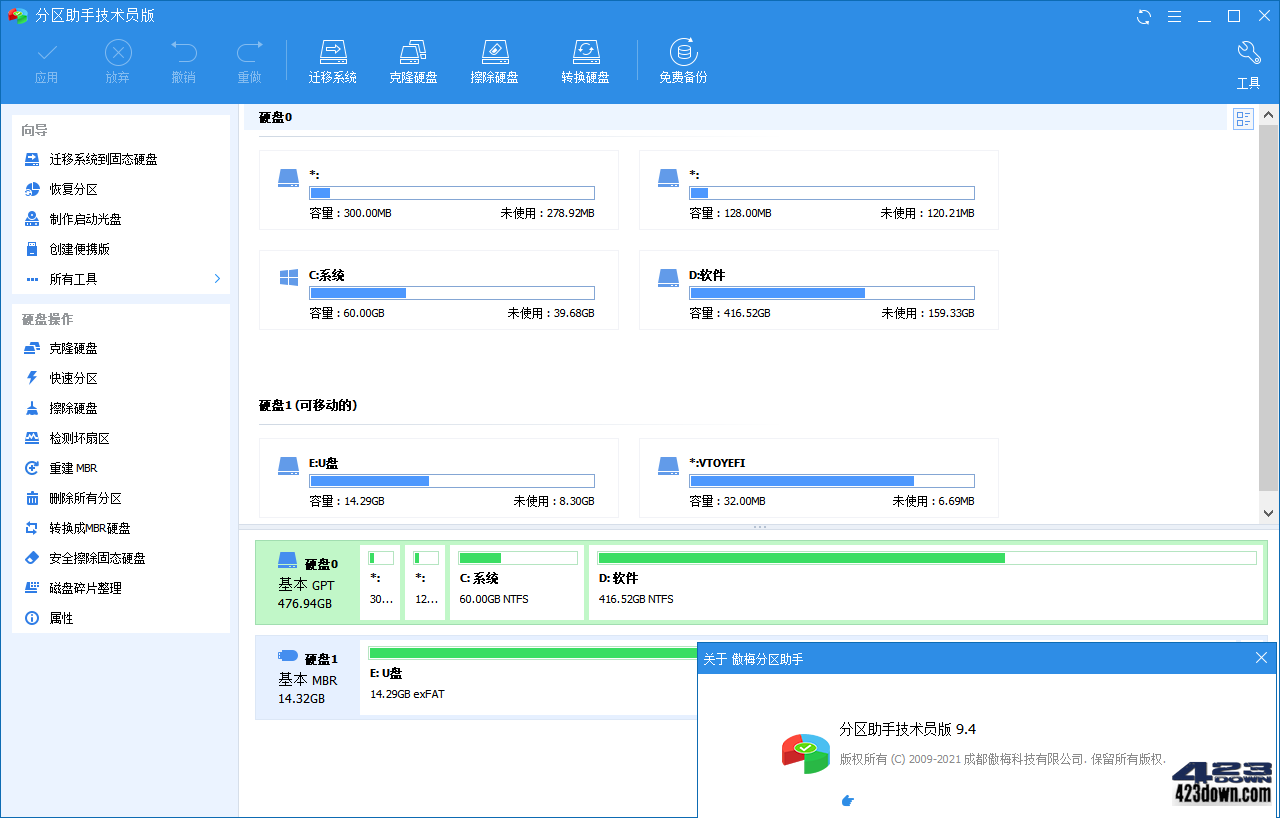 分区助手技术员版
应用
放弃
撤销
重做
迁移系统
克隆硬盘
擦除硬盘
转换硬盘
免费备份
工具
向导
迁移系统到固态硬盘
恢复分区
制作启动光盘
创建便携版
所有工具
硬盘操作
克隆硬盘
快速分区
擦除硬盘
检测坏扇区
重建 MBR
删除所有分区
转换成MBR硬盘
安全擦除固态硬盘
磁盘碎片整理
属性
硬盘0
*:
容量 : 300.00MB 未使用 : 278.92MB
*:
容量 : 128.00MB 未使用 : 120.21MB
C:系统
容量 : 60.00GB 未使用 : 39.68GB
D:软件
容量 : 416.52GB 未使用 : 159.33GB
硬盘1 (可移动的)
E:U盘
容量 : 14.29GB 未使用 : 8.30GB
*:VTOYEFI
容量 : 32.00MB 未使用 : 6.69MB
硬盘0
基本 GPT
476.94GB
*:
30...
*:
12...
C: 系统
60.00GB NTFS
D: 软件
416.52GB NTFS
硬盘1
基本 MBR
14.32GB
E: U盘
14.29GB exFAT
关于 傲梅分区助手
分区助手技术员版 9.4
版权所有 (C) 2009-2021 成都傲梅科技有限公司. 保留所有版权.
423
DOWN
423down.com